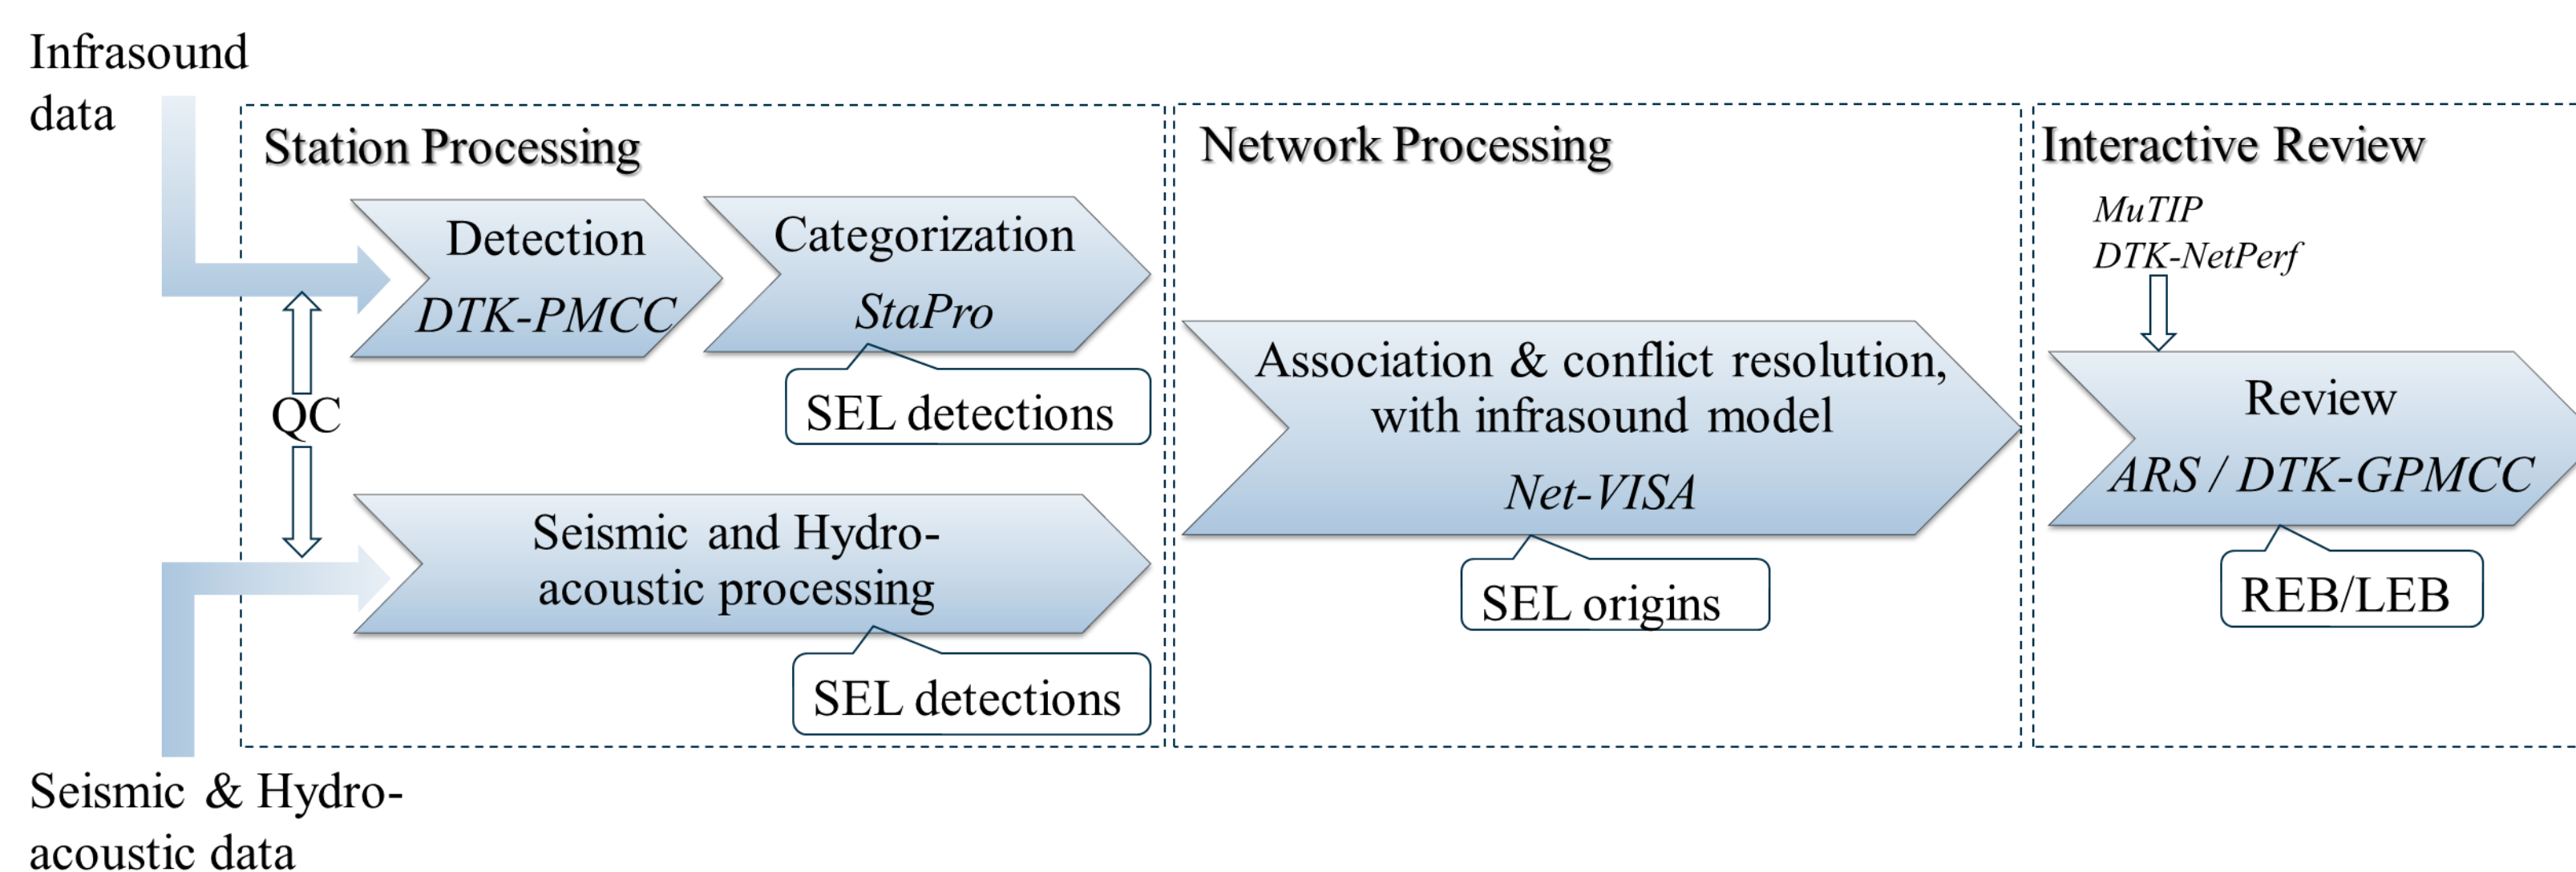 Infrasound
data
Station Processing
Detection
DTK-PMCC
Categorization
StaPro
SEL detections
QC
Seismic and Hydro-
acoustic processing
SEL detections
Seismic & Hydro-
acoustic data
Network Processing
Association & conflict resolution,
with infrasound model
Net-VISA
SEL origins
Interactive Review
MuTIP
DTK-NetPerf
Review
ARS / DTK-GPMCC
REB/LEB